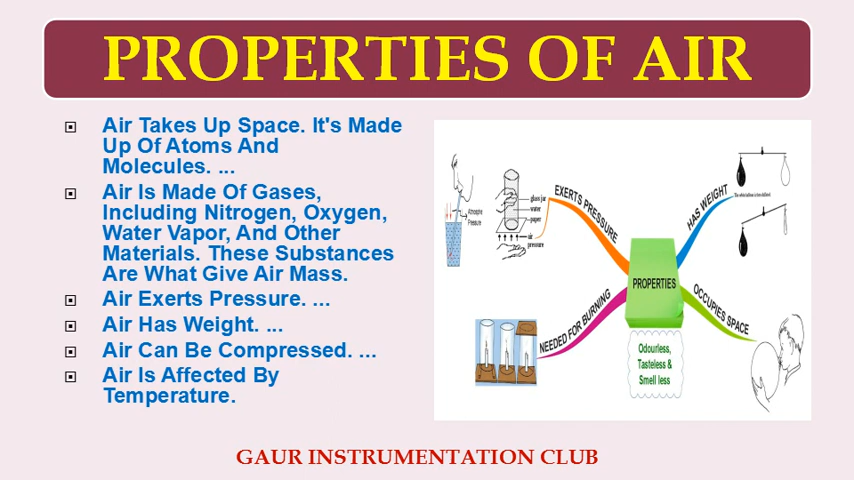 PROPERTIES OF AIR
Air Takes Up Space. It's Made
Up Of Atoms And
Molecules. ...
Air Is Made Of Gases,
Including Nitrogen, Oxygen,
Water Vapor, And Other
Materials. These Substances
Are What Give Air Mass.
Air Exerts Pressure. ...
Air Has Weight. ...
Air Can Be Compressed. ...
Air Is Affected By
Temperature.
Atmosphe
Pressure
glass jar
water
paper
air
pressure
EXERTS PRESSURE
HAS WEIGHT
PROPERTIES
NEEDED FOR BURNING
OCCUPIES SPACE
Odourless,
Tasteless &
Smell less
GAUR INSTRUMENTATION CLUB